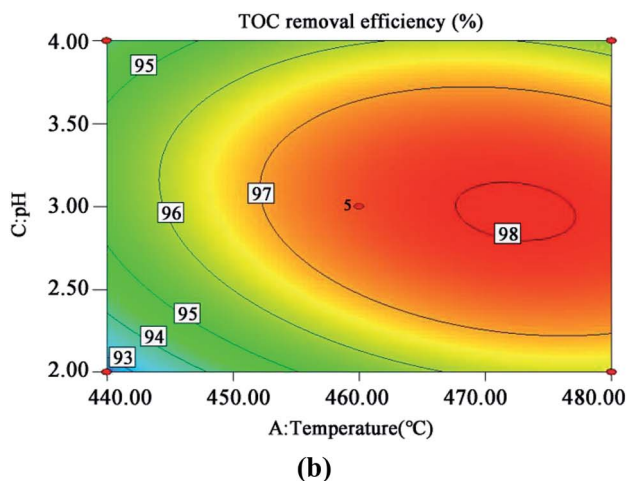 TOC removal efficiency (%)
4.00
95
3.50
C:pH
3.00
96
97
5
98
2.50
95
94
93
2.00
440.00 450.00 460.00 470.00 480.00
A:Temperature(°C)
(b)